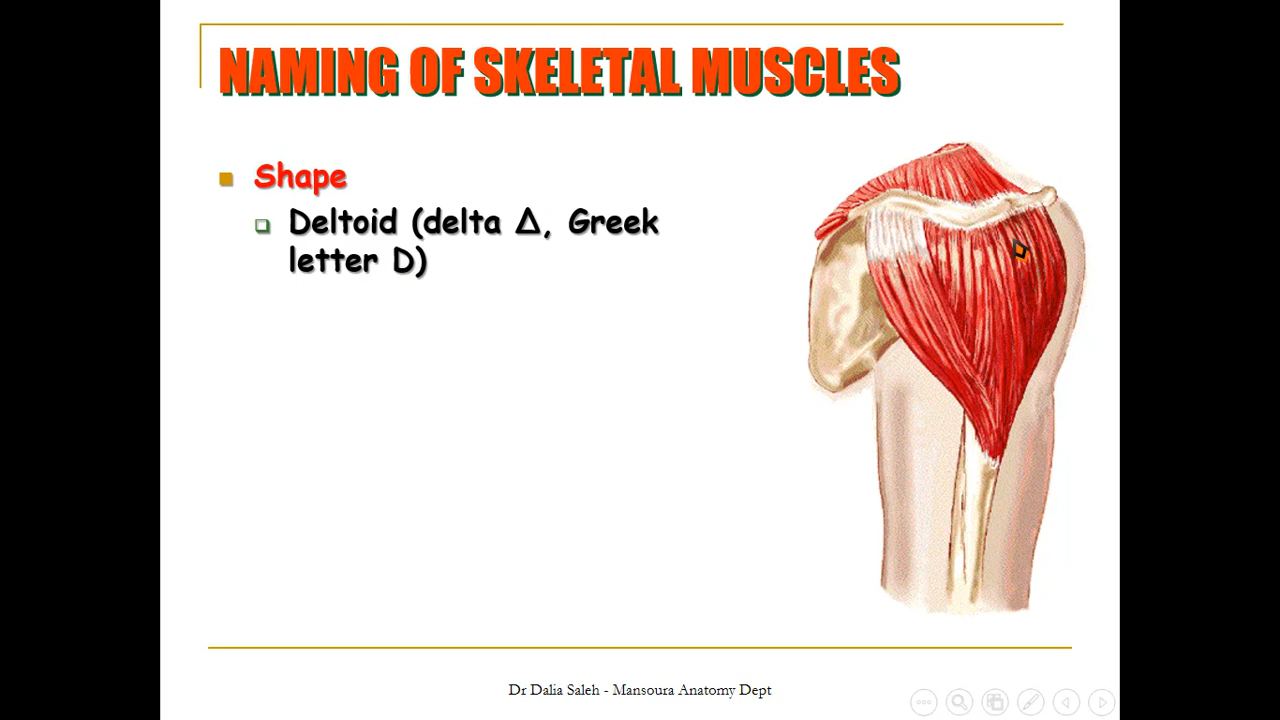 NAMING OF SKELETAL MUSCLES
Shape
Deltoid (delta Δ, Greek
letter D)
Dr Dalia Saleh - Mansoura Anatomy Dept